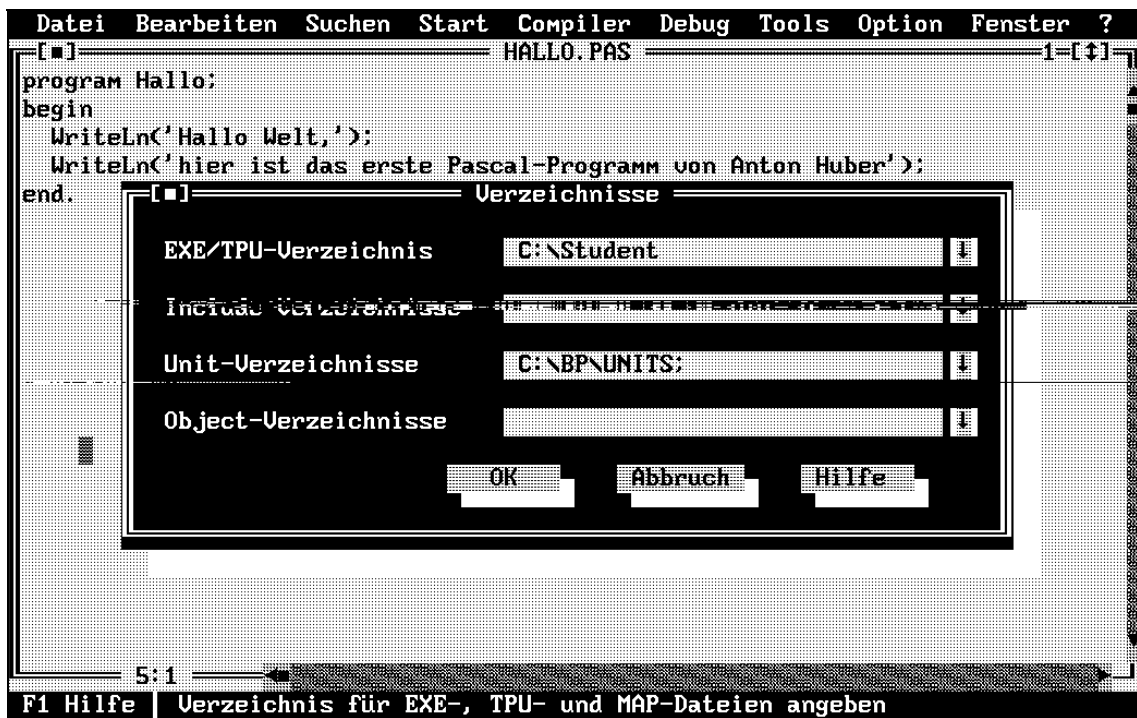 Datei Bearbeiten Suchen Start Compiler Debug Tools Option Fenster ?
[■] HALLO.PAS 1=[↕]
program Hallo;
begin
WriteLn('Hallo Welt,');
WriteLn('hier ist das erste Pascal-Programm von Anton Huber');
end.
[■] Verzeichnisse
EXE/TPU-Verzeichnis C:\Student
Include-Verzeichnisse
Unit-Verzeichnisse C:\BP\UNITS;
Object-Verzeichnisse
OK Abbruch Hilfe
5:1
F1 Hilfe | Verzeichnis für EXE-, TPU- und MAP-Dateien angeben